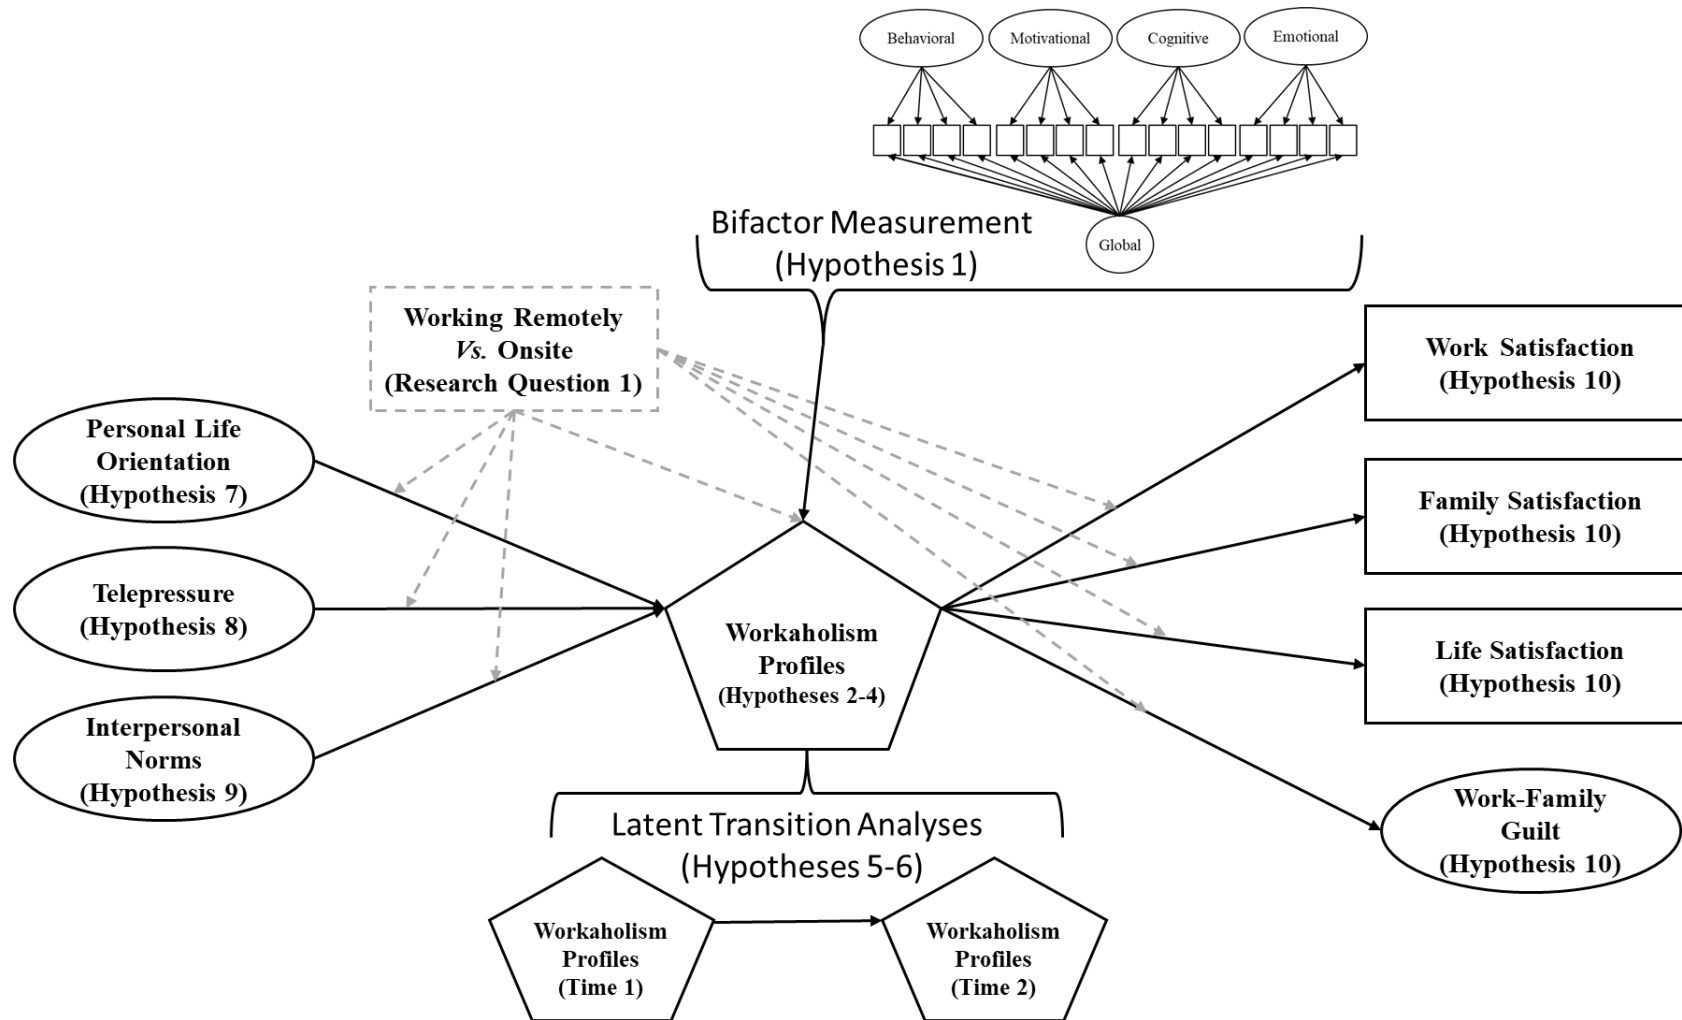 Behavioral
Motivational
Cognitive
Emotional
Global
Bifactor Measurement
(Hypothesis 1)
Working Remotely
Vs. Onsite
(Research Question 1)
Personal Life
Orientation
(Hypothesis 7)
Telepressure
(Hypothesis 8)
Interpersonal
Norms
(Hypothesis 9)
Workaholism
Profiles
(Hypotheses 2-4)
Work Satisfaction
(Hypothesis 10)
Family Satisfaction
(Hypothesis 10)
Life Satisfaction
(Hypothesis 10)
Work-Family
Guilt
(Hypothesis 10)
Latent Transition Analyses
(Hypotheses 5-6)
Workaholism
Profiles
(Time 1)
Workaholism
Profiles
(Time 2)